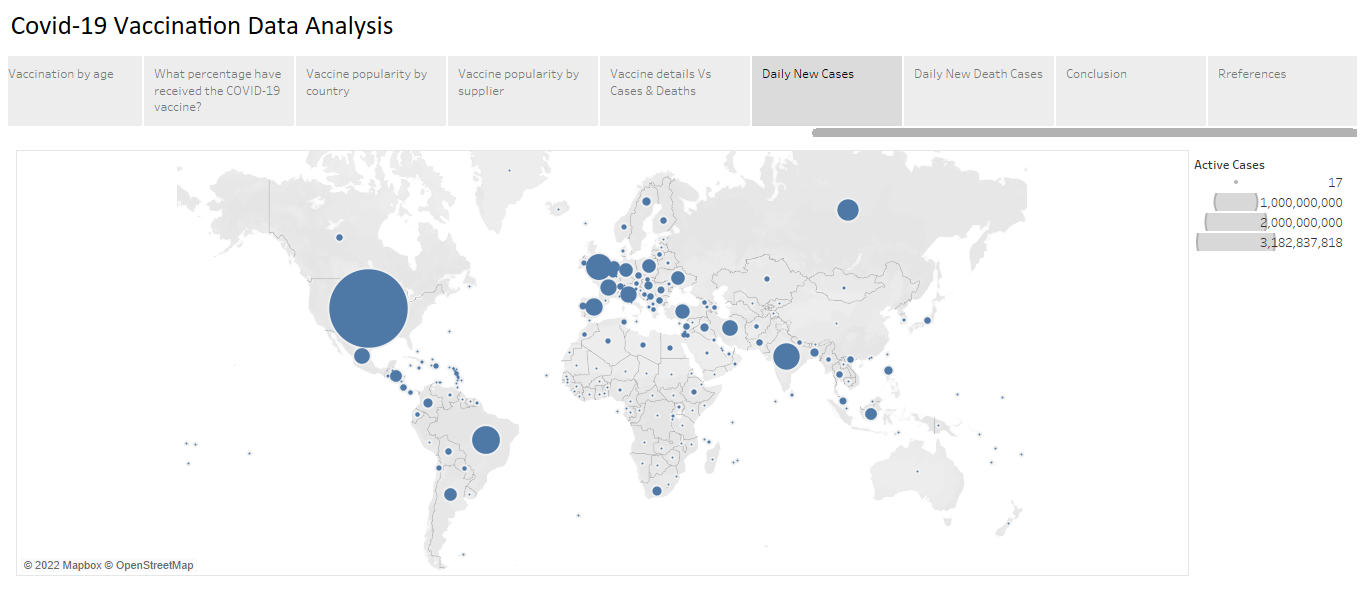 Covid-19 Vaccination Data Analysis
Vaccination by age
What percentage have
received the COVID-19
vaccine?
Vaccine popularity by
country
Vaccine popularity by
supplier
Vaccine details Vs
Cases & Deaths
Daily New Cases
Daily New Death Cases
Conclusion
Rreferences
Active Cases
17
1,000,000,000
2,000,000,000
3,182,837,818
© 2022 Mapbox © OpenStreetMap